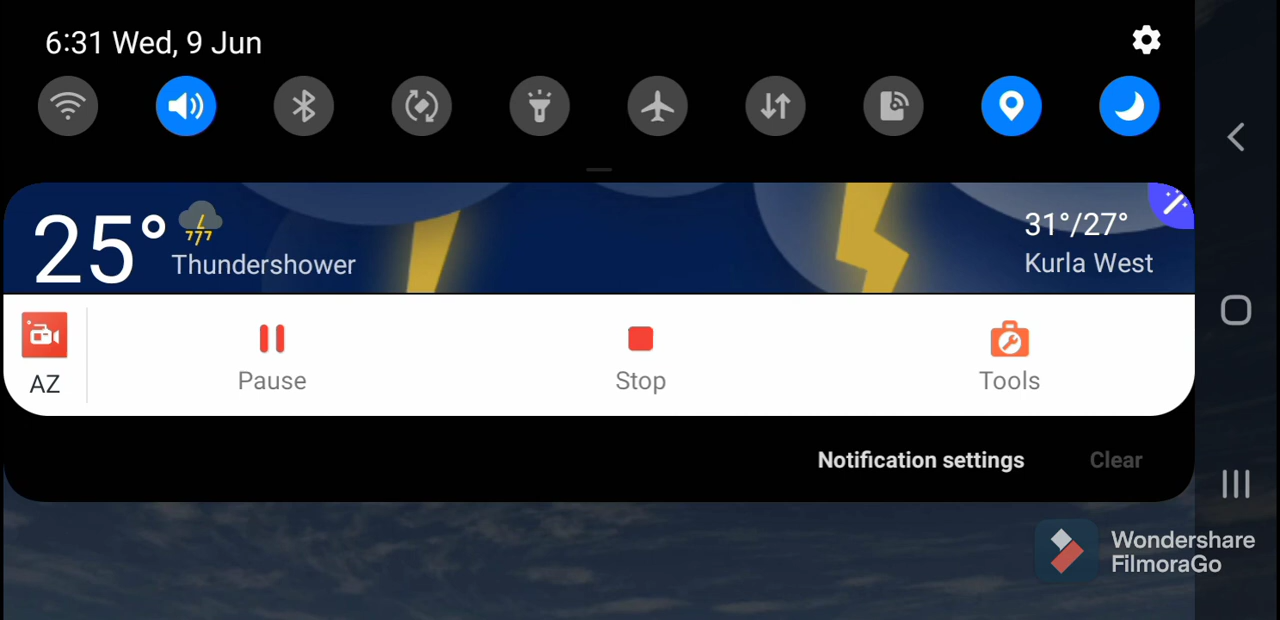 6:31 Wed, 9 Jun
25°
Thundershower
31°/27°
Kurla West
AZ
Pause
Stop
Tools
Notification settings
Clear
Wondershare
FilmoraGo